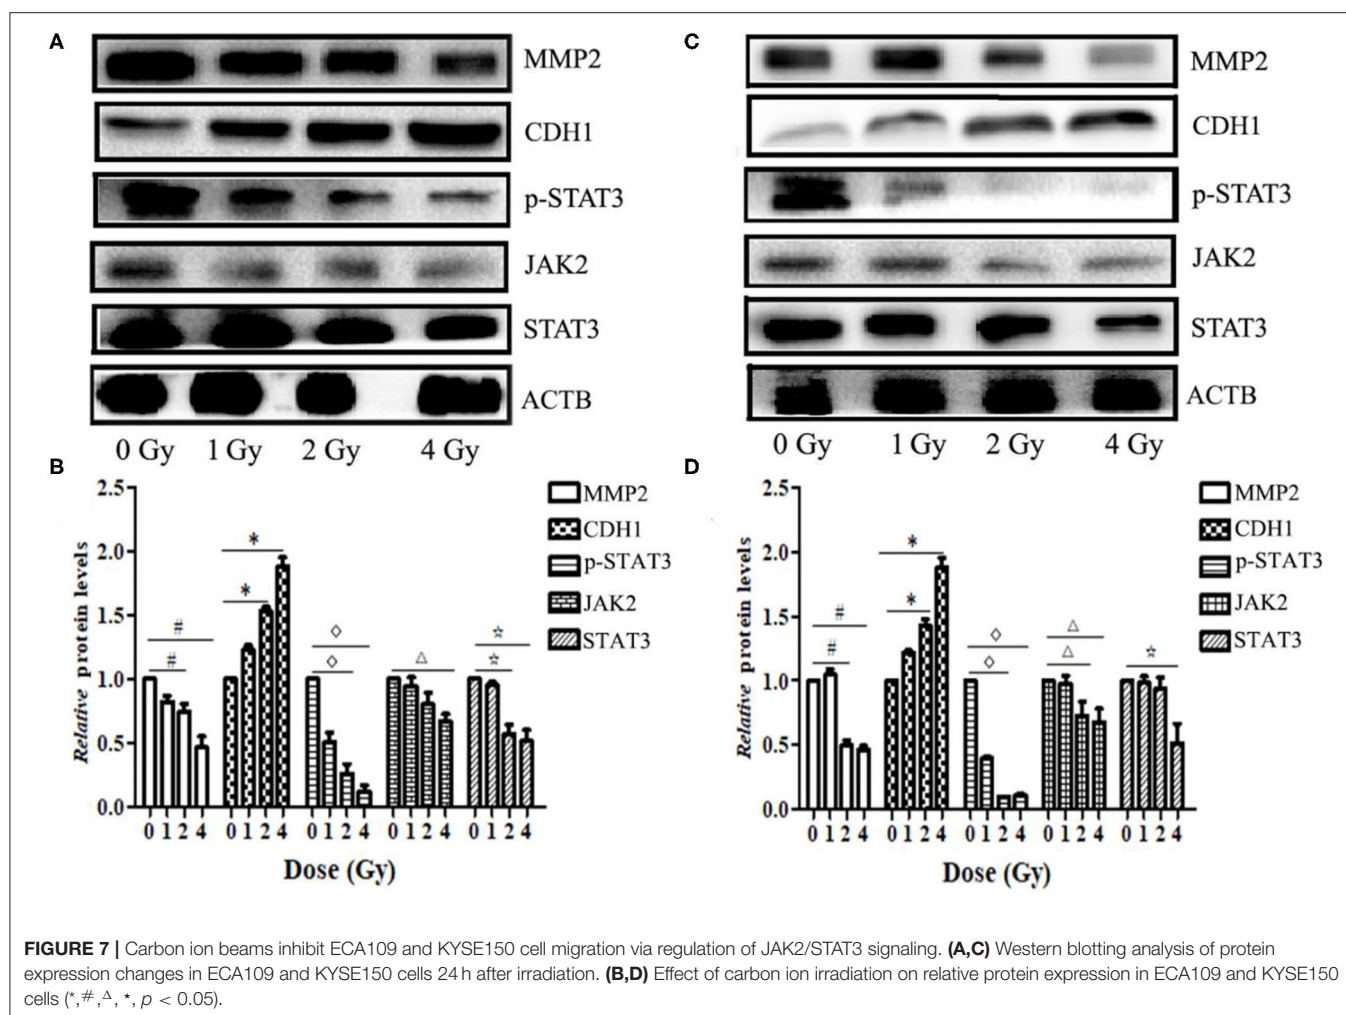 A
MMP2
CDH1
p-STAT3
JAK2
STAT3
ACTB
0 Gy 1 Gy 2 Gy 4 Gy
C
MMP2
CDH1
p-STAT3
JAK2
STAT3
ACTB
0 Gy 1 Gy 2 Gy 4 Gy
B
Relative protein levels
2.5
2.0
1.5
1.0
0.5
0.0
# #
* *
◇ ◇
△
☆ ☆
0 1 2 4 0 1 2 4 0 1 2 4 0 1 2 4 0 1 2 4
Dose (Gy)
MMP2
CDH1
p-STAT3
JAK2
STAT3
D
Relative protein levels
2.5
2.0
1.5
1.0
0.5
0.0
# #
* *
◇ ◇
△ △
☆
0 1 2 4 0 1 2 4 0 1 2 4 0 1 2 4 0 1 2 4
Dose (Gy)
MMP2
CDH1
p-STAT3
JAK2
STAT3
FIGURE 7 | Carbon ion beams inhibit ECA109 and KYSE150 cell migration via regulation of JAK2/STAT3 signaling. (A,C) Western blotting analysis of protein
expression changes in ECA109 and KYSE150 cells 24 h after irradiation. (B,D) Effect of carbon ion irradiation on relative protein expression in ECA109 and KYSE150
cells (*,#,△, ⋆, p < 0.05).